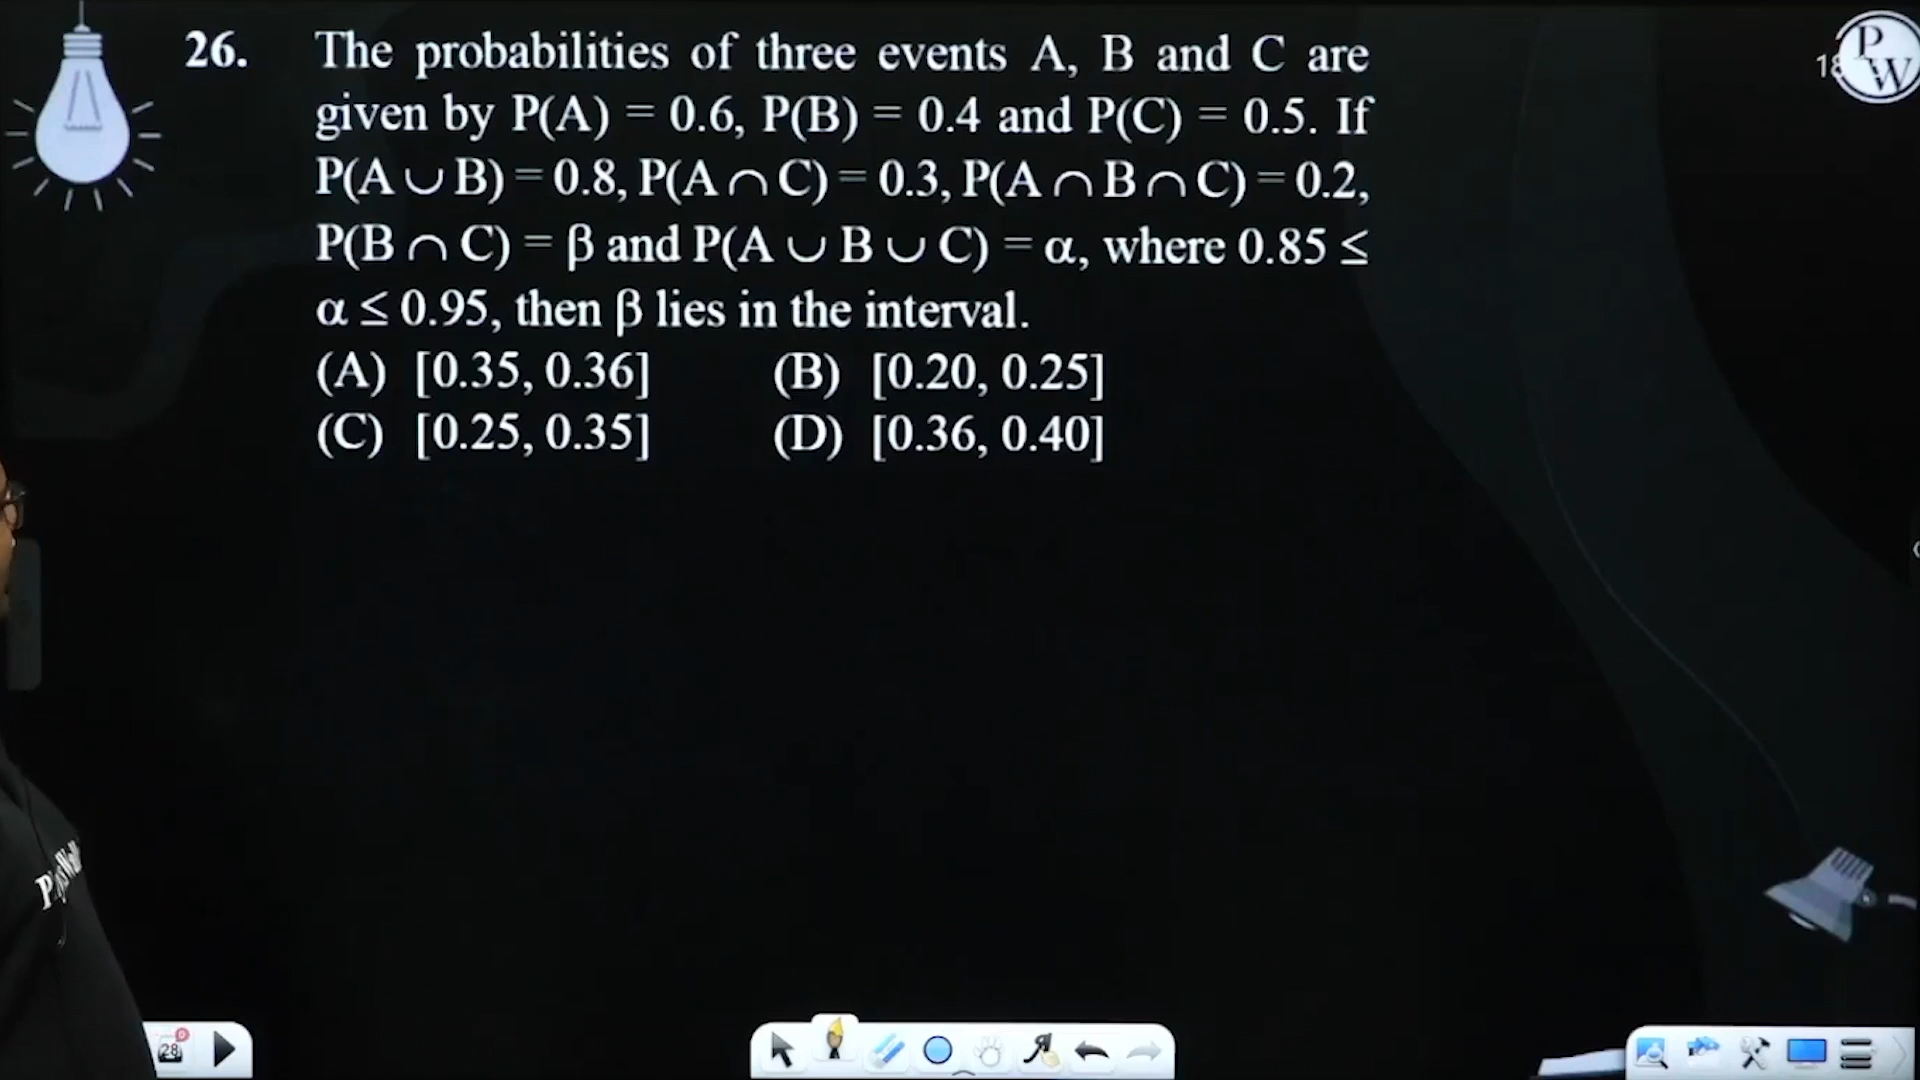 26. The probabilities of three events A, B and C are
given by P(A) = 0.6, P(B) = 0.4 and P(C) = 0.5. If
P(A ∪ B) = 0.8, P(A ∩ C) = 0.3, P(A ∩ B ∩ C) = 0.2,
P(B ∩ C) = β and P(A ∪ B ∪ C) = α, where 0.85 ≤
α ≤ 0.95, then β lies in the interval.
(A) [0.35, 0.36] (B) [0.20, 0.25]
(C) [0.25, 0.35] (D) [0.36, 0.40]
PW
28